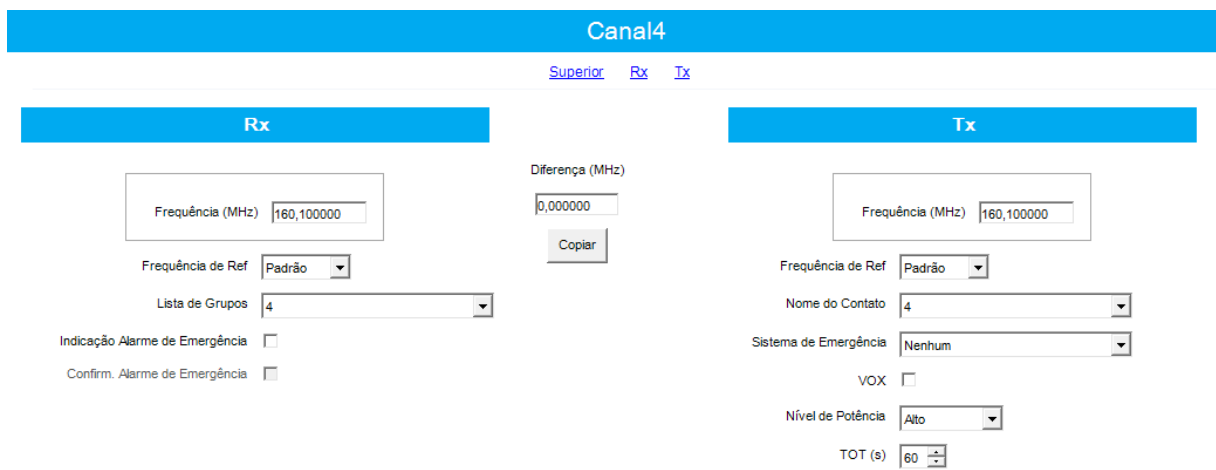 Canal4
Superior Rx Tx
Rx
Frequência (MHz) 160,100000
Frequência de Ref Padrão
Lista de Grupos 4
Indicação Alarme de Emergência
Confirm. Alarme de Emergência
Diferença (MHz)
0,000000
Copiar
Tx
Frequência (MHz) 160,100000
Frequência de Ref Padrão
Nome do Contato 4
Sistema de Emergência Nenhum
VOX
Nível de Potência Alto
TOT (s) 60